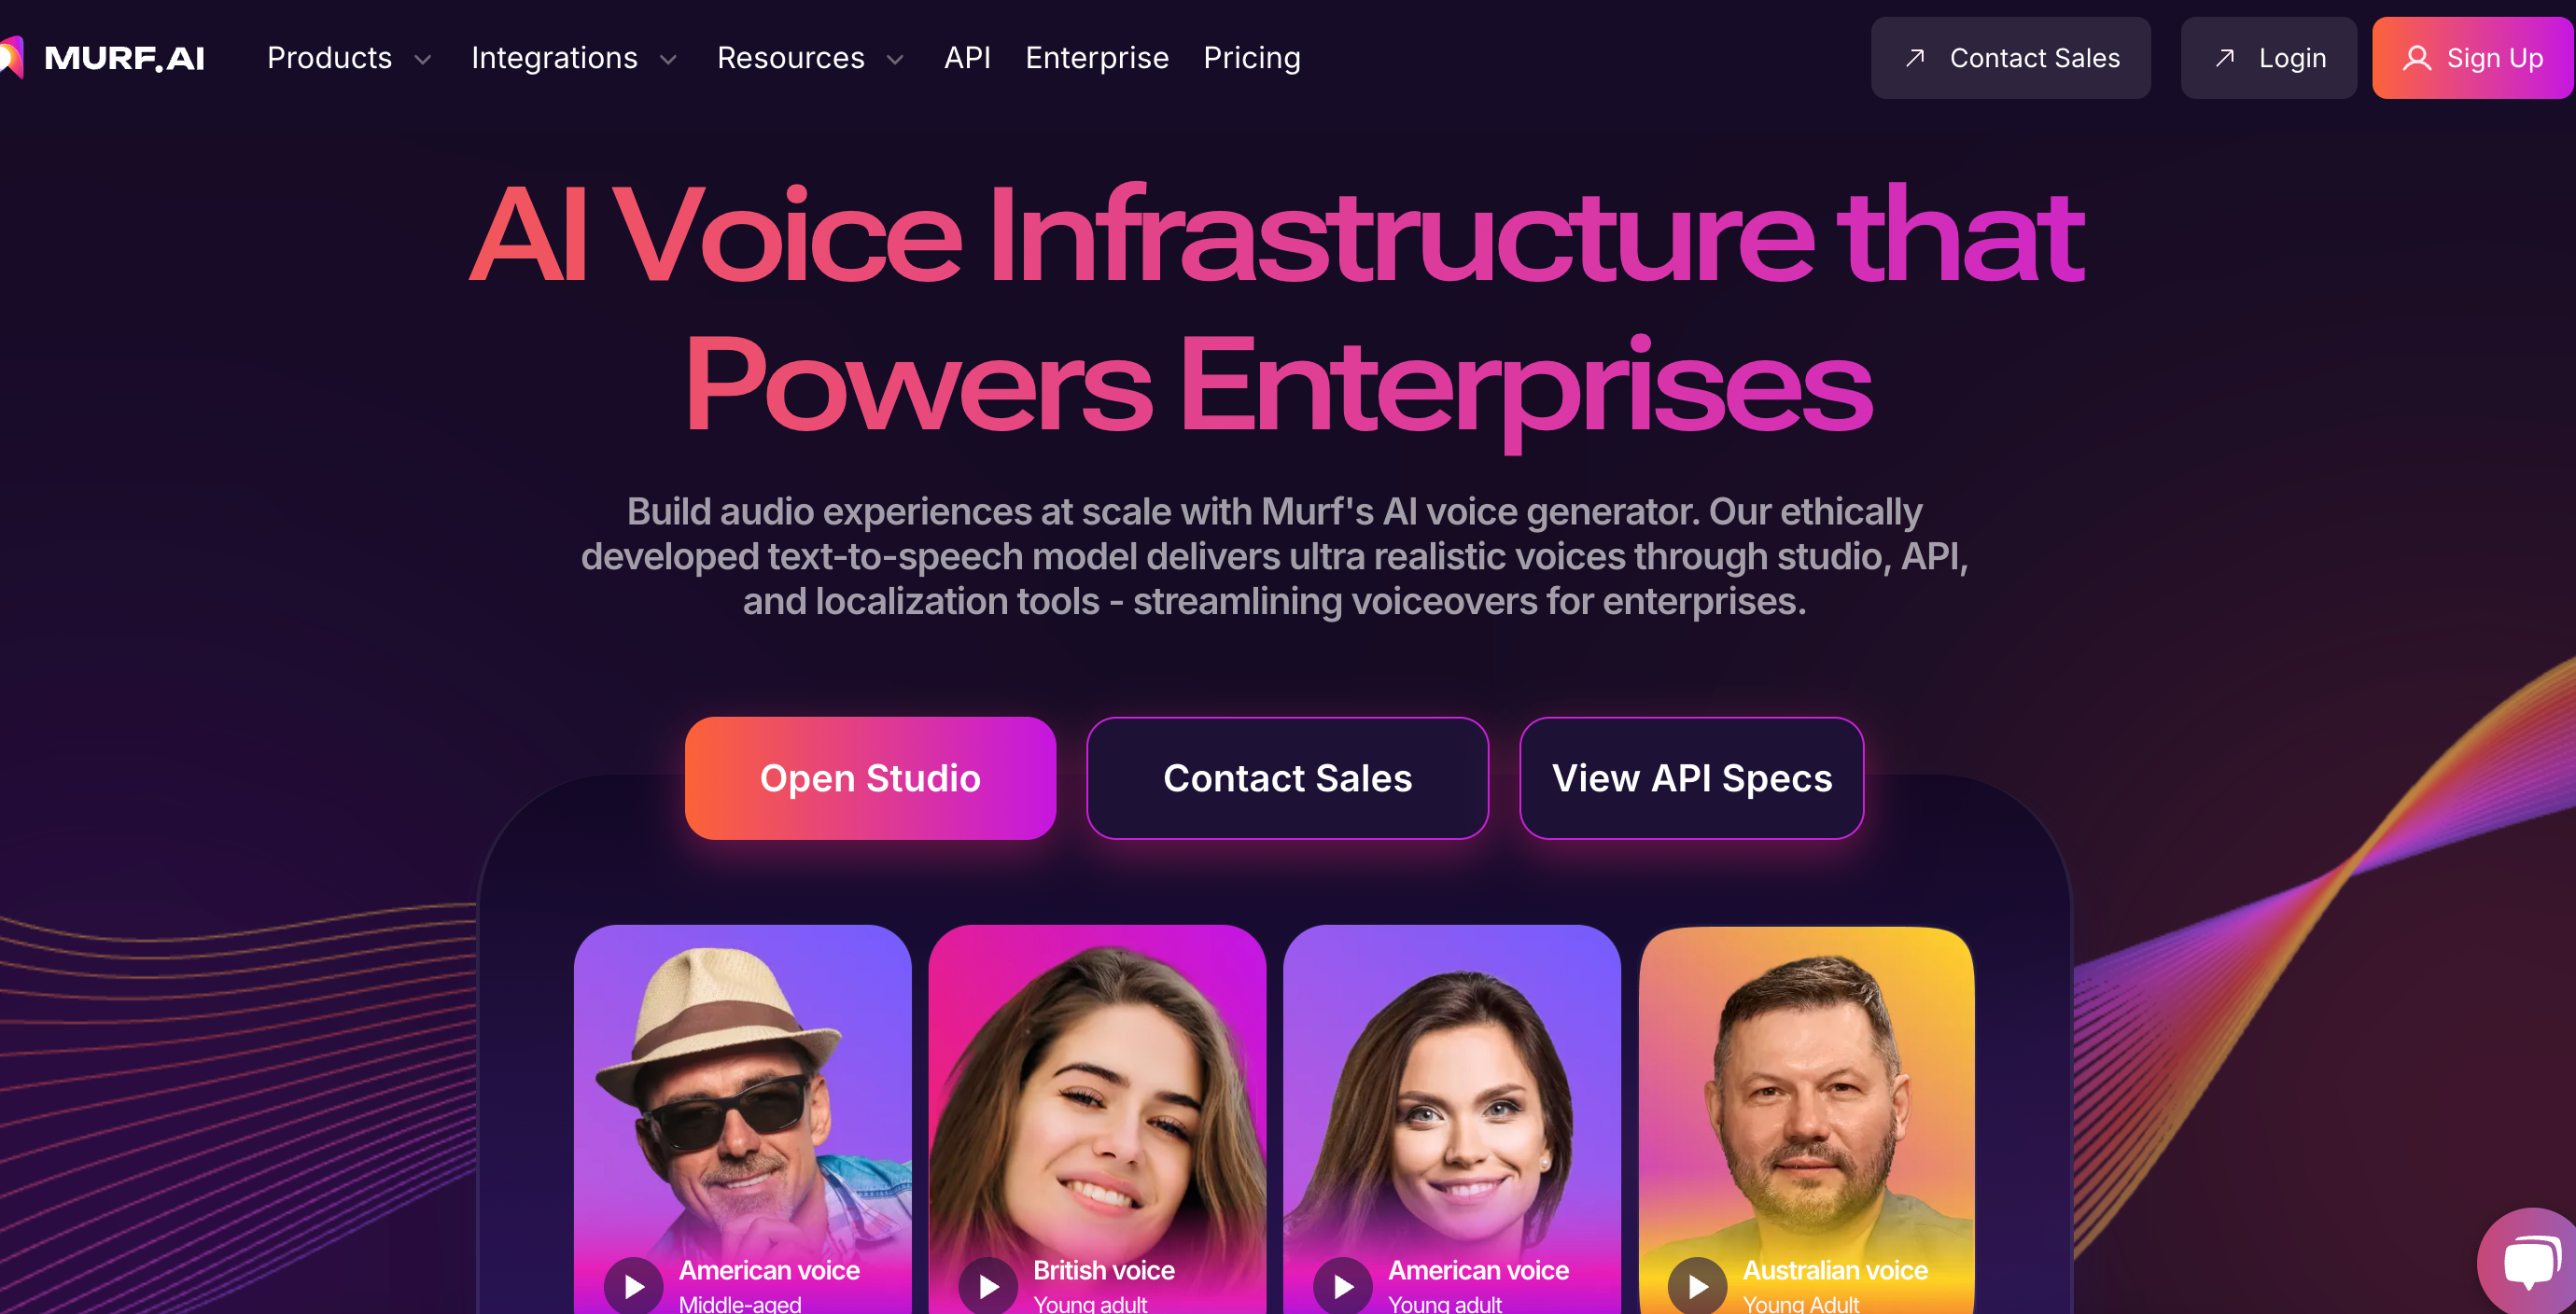 MURF.AI
Products
Integrations
Resources
API
Enterprise
Pricing
Contact Sales
Login
Sign Up
AI Voice Infrastructure that
Powers Enterprises
Build audio experiences at scale with Murf's AI voice generator. Our ethically
developed text-to-speech model delivers ultra realistic voices through studio, API,
and localization tools - streamlining voiceovers for enterprises.
Open Studio
Contact Sales
View API Specs
American voice
Middle-aged
British voice
Young adult
American voice
Young adult
Australian voice
Young Adult